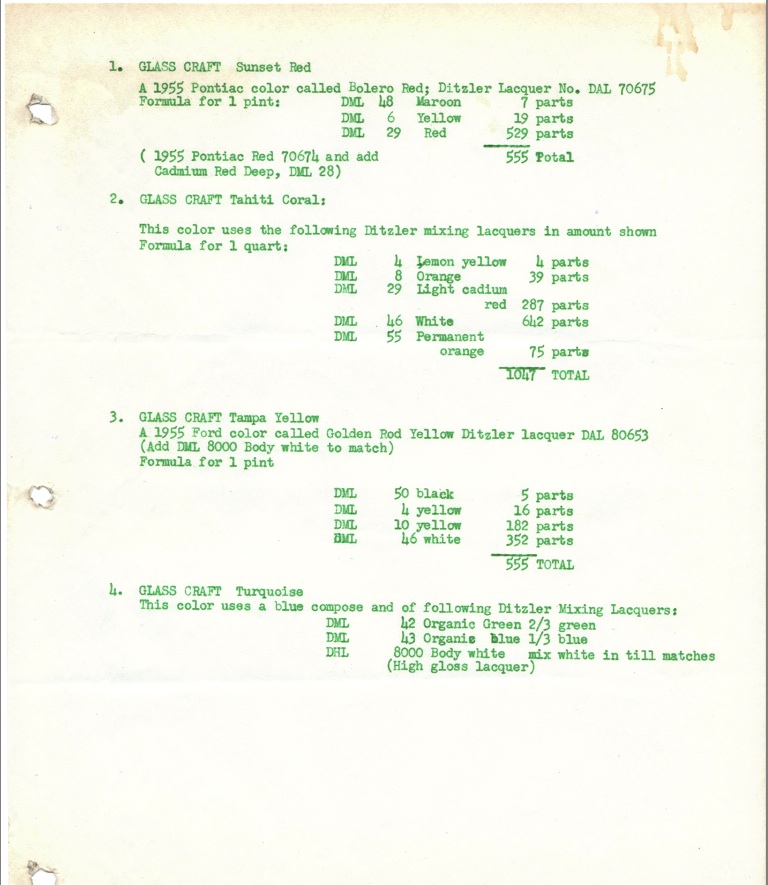 1. GLASS CRAFT Sunset Red
A 1955 Pontiac color called Bolero Red; Ditzler Lacquer No. DAL 70675
Formula for 1 pint: DML 48 Maroon 7 parts
DML 6 Yellow 19 parts
DML 29 Red 529 parts
( 1955 Pontiac Red 70674 and add 555 Total
Cadmium Red Deep, DML 28)
2. GLASS CRAFT Tahiti Coral:
This color uses the following Ditzler mixing lacquers in amount shown
Formula for 1 quart:
DML 4 Lemon yellow 4 parts
DML 8 Orange 39 parts
DML 29 Light cadium
red 287 parts
DML 46 White 642 parts
DML 55 Permanent
orange 75 parts
1047 TOTAL
3. GLASS CRAFT Tampa Yellow
A 1955 Ford color called Golden Rod Yellow Ditzler lacquer DAL 80653
(Add DML 8000 Body white to match)
Formula for 1 pint
DML 50 black 5 parts
DML 4 yellow 16 parts
DML 10 yellow 182 parts
DML 46 white 352 parts
555 TOTAL
4. GLASS CRAFT Turquoise
This color uses a blue compose and of following Ditzler Mixing Lacquers:
DML 42 Organic Green 2/3 green
DML 43 Organic blue 1/3 blue
DHL 8000 Body white mix white in till matches
(High gloss lacquer)